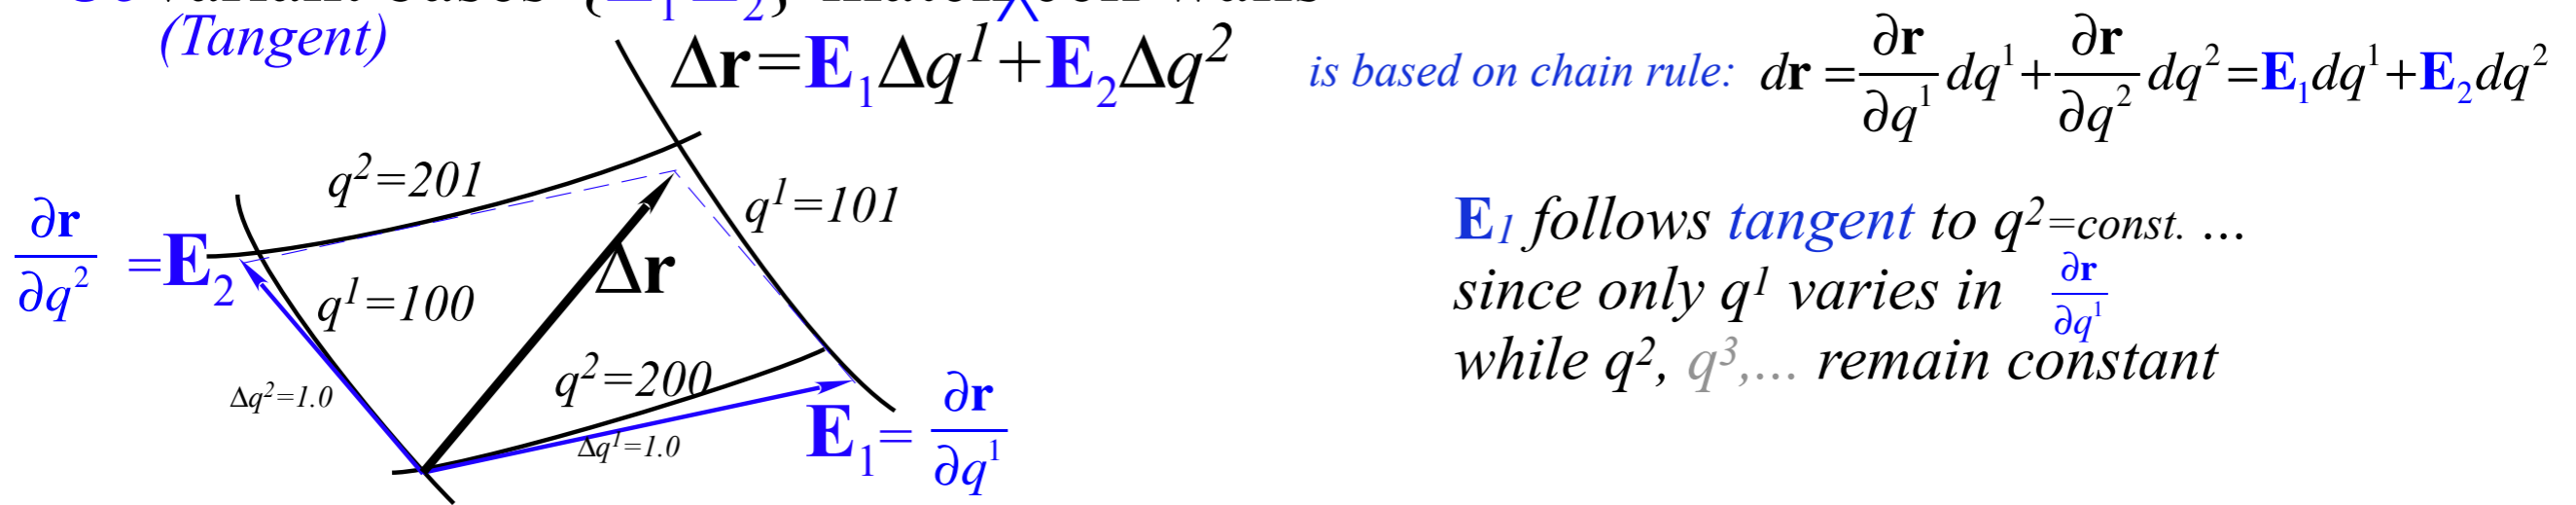 (Tangent)
Δr=E₁Δq¹+E₂Δq²
is based on chain rule: dr = ∂r/∂q¹ dq¹ + ∂r/∂q² dq² = E₁dq¹+E₂dq²
q²=201
q¹=101
∂r/∂q² =E₂
Δr
q¹=100
q²=200
Δq²=1.0
Δq¹=1.0
E₁= ∂r/∂q¹
E₁ follows tangent to q²=const. ...
since only q¹ varies in ∂r/∂q¹
while q², q³,... remain constant